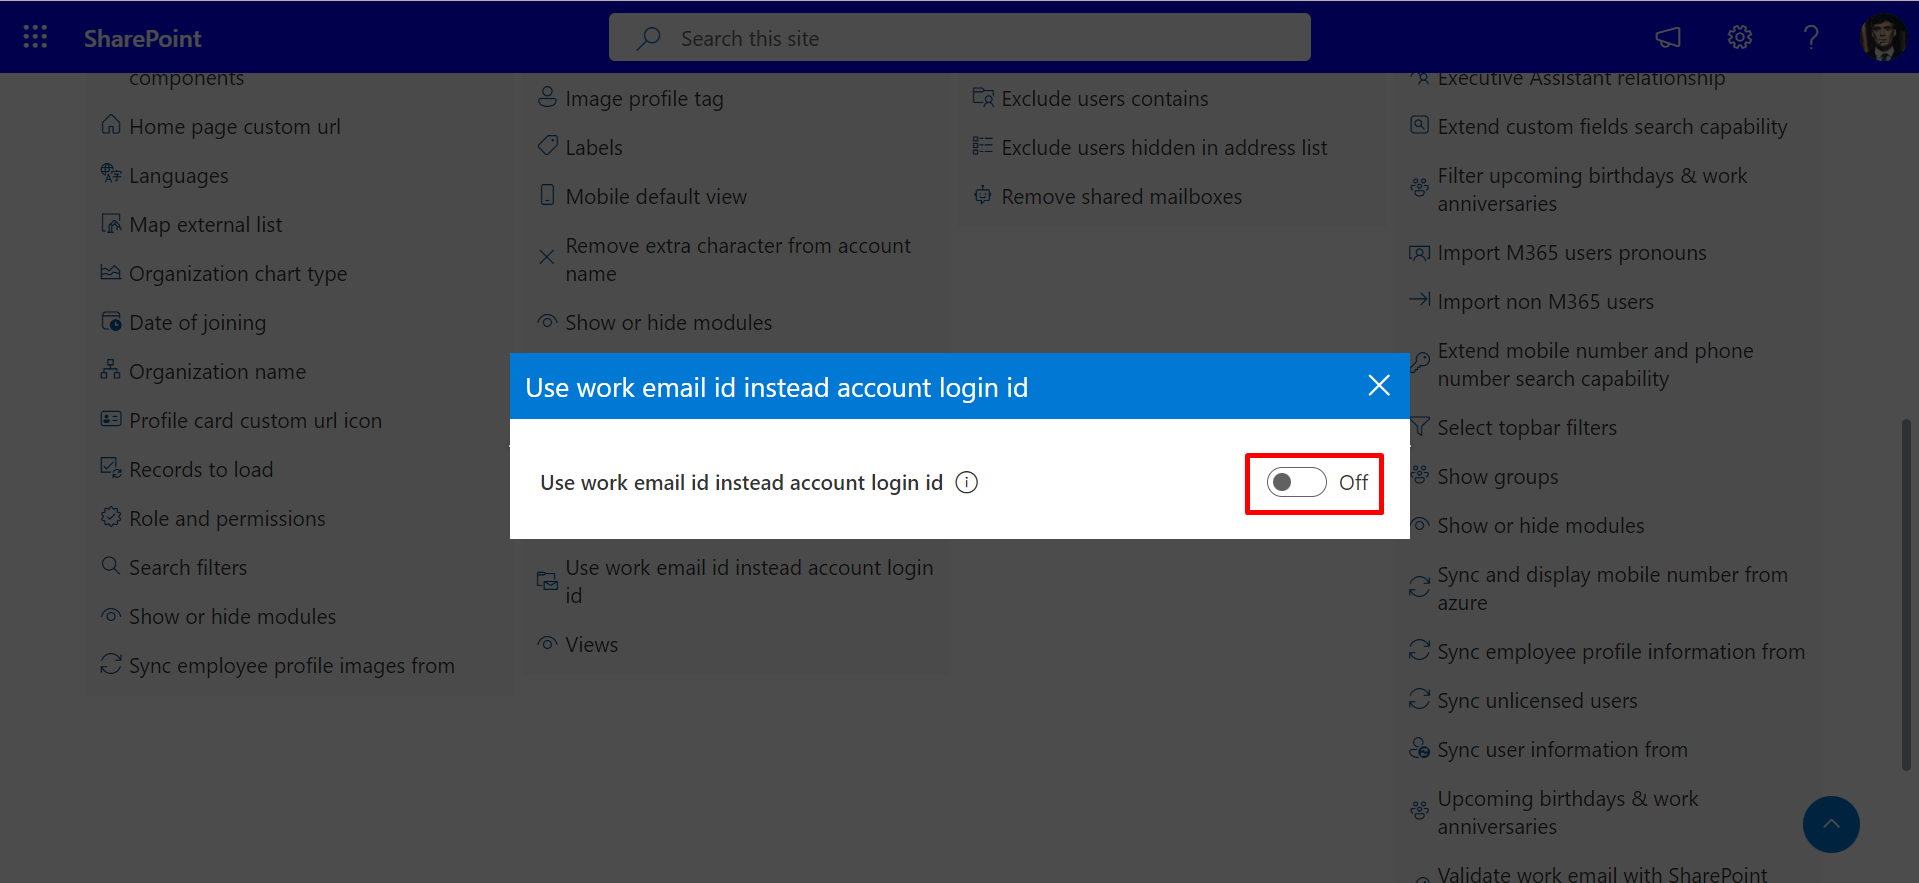 SharePoint
Search this site
components
Home page custom url
Languages
Map external list
Organization chart type
Date of joining
Organization name
Profile card custom url icon
Records to load
Role and permissions
Search filters
Show or hide modules
Sync employee profile images from
Image profile tag
Labels
Mobile default view
Remove extra character from account
name
Show or hide modules
Use work email id instead account login id
Use work email id instead account login id
Off
Use work email id instead account login
id
Views
Exclude users contains
Exclude users hidden in address list
Remove shared mailboxes
Executive Assistant relationship
Extend custom fields search capability
Filter upcoming birthdays & work
anniversaries
Import M365 users pronouns
Import non M365 users
Extend mobile number and phone
number search capability
Select topbar filters
Show groups
Show or hide modules
Sync and display mobile number from
azure
Sync employee profile information from
Sync unlicensed users
Sync user information from
Upcoming birthdays & work
anniversaries
Validate work email with SharePoint